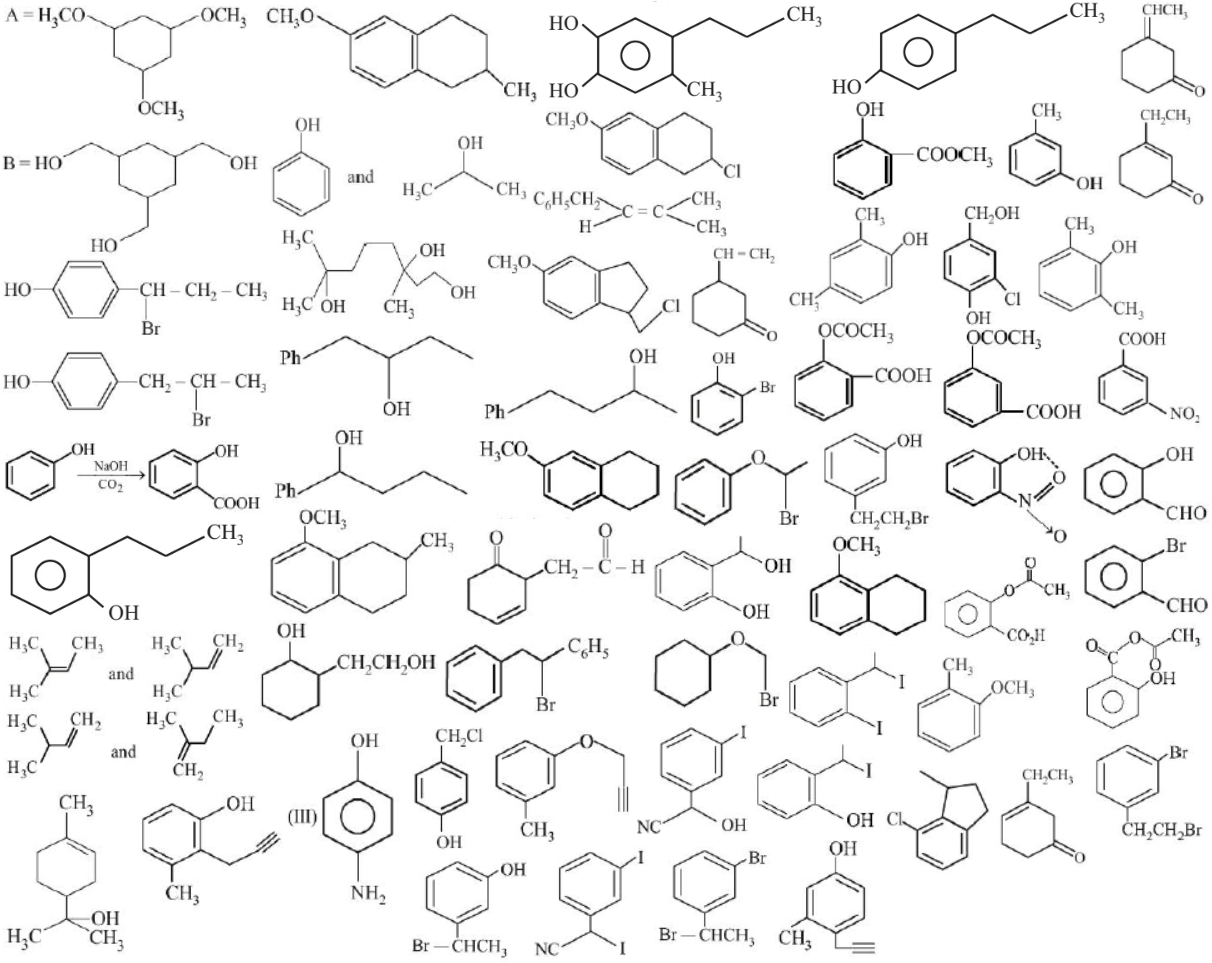 A = H₃CO OCH₃
OCH₃
CH₃O CH₃
HO CH₃
HO CH₃
CH₃
HO
CHCH₃
O
B = HO OH
HO
OH
and
OH
H₃C CH₃
CH₃O Cl
C₆H₅CH₂ CH₃
C = C
H CH₃
OH
COOCH₃
CH₃
OH
CH₂CH₃
O
HO CH – CH₂ – CH₃
Br
H₃C
H₃C OH
OH
CH₃ OH
CH₃O Cl
CH = CH₂
O
CH₃
OH
CH₃
CH₂OH
Cl
OH
CH₃
OH
CH₃
HO CH₂ – CH – CH₃
Br
Ph
OH
OH
Ph
OH
Br
OCOCH₃
COOH
OCOCH₃
COOH
COOH
NO₂
OH
NaOH
CO₂
OH
COOH
OH
Ph
H₃CO
O
Br
OH
CH₂CH₂Br
OH
O
N
O
OH
CHO
CH₃
OH
OCH₃
CH₃
O O
CH₂ – C – H
OH
OH
OCH₃
O
O CH₃
CO₂H
Br
CHO
H₃C CH₃
H₃C
and
H₃C CH₂
H₃C
OH
CH₂CH₂OH
C₆H₅
Br
O
Br
I
I
CH₃
OCH₃
O CH₃
O O
OH
H₃C CH₂
H₃C
and
H₃C CH₃
CH₂
CH₃
OH
H₃C CH₃
OH
CH₃
(III)
OH
NH₂
CH₂Cl
OH
O
CH₃
I
NC OH
I
OH
Cl
CH₂CH₃
O
Br
CH₂CH₂Br
OH
Br – CHCH₃
I
NC I
Br
Br – CHCH₃
OH
CH₃